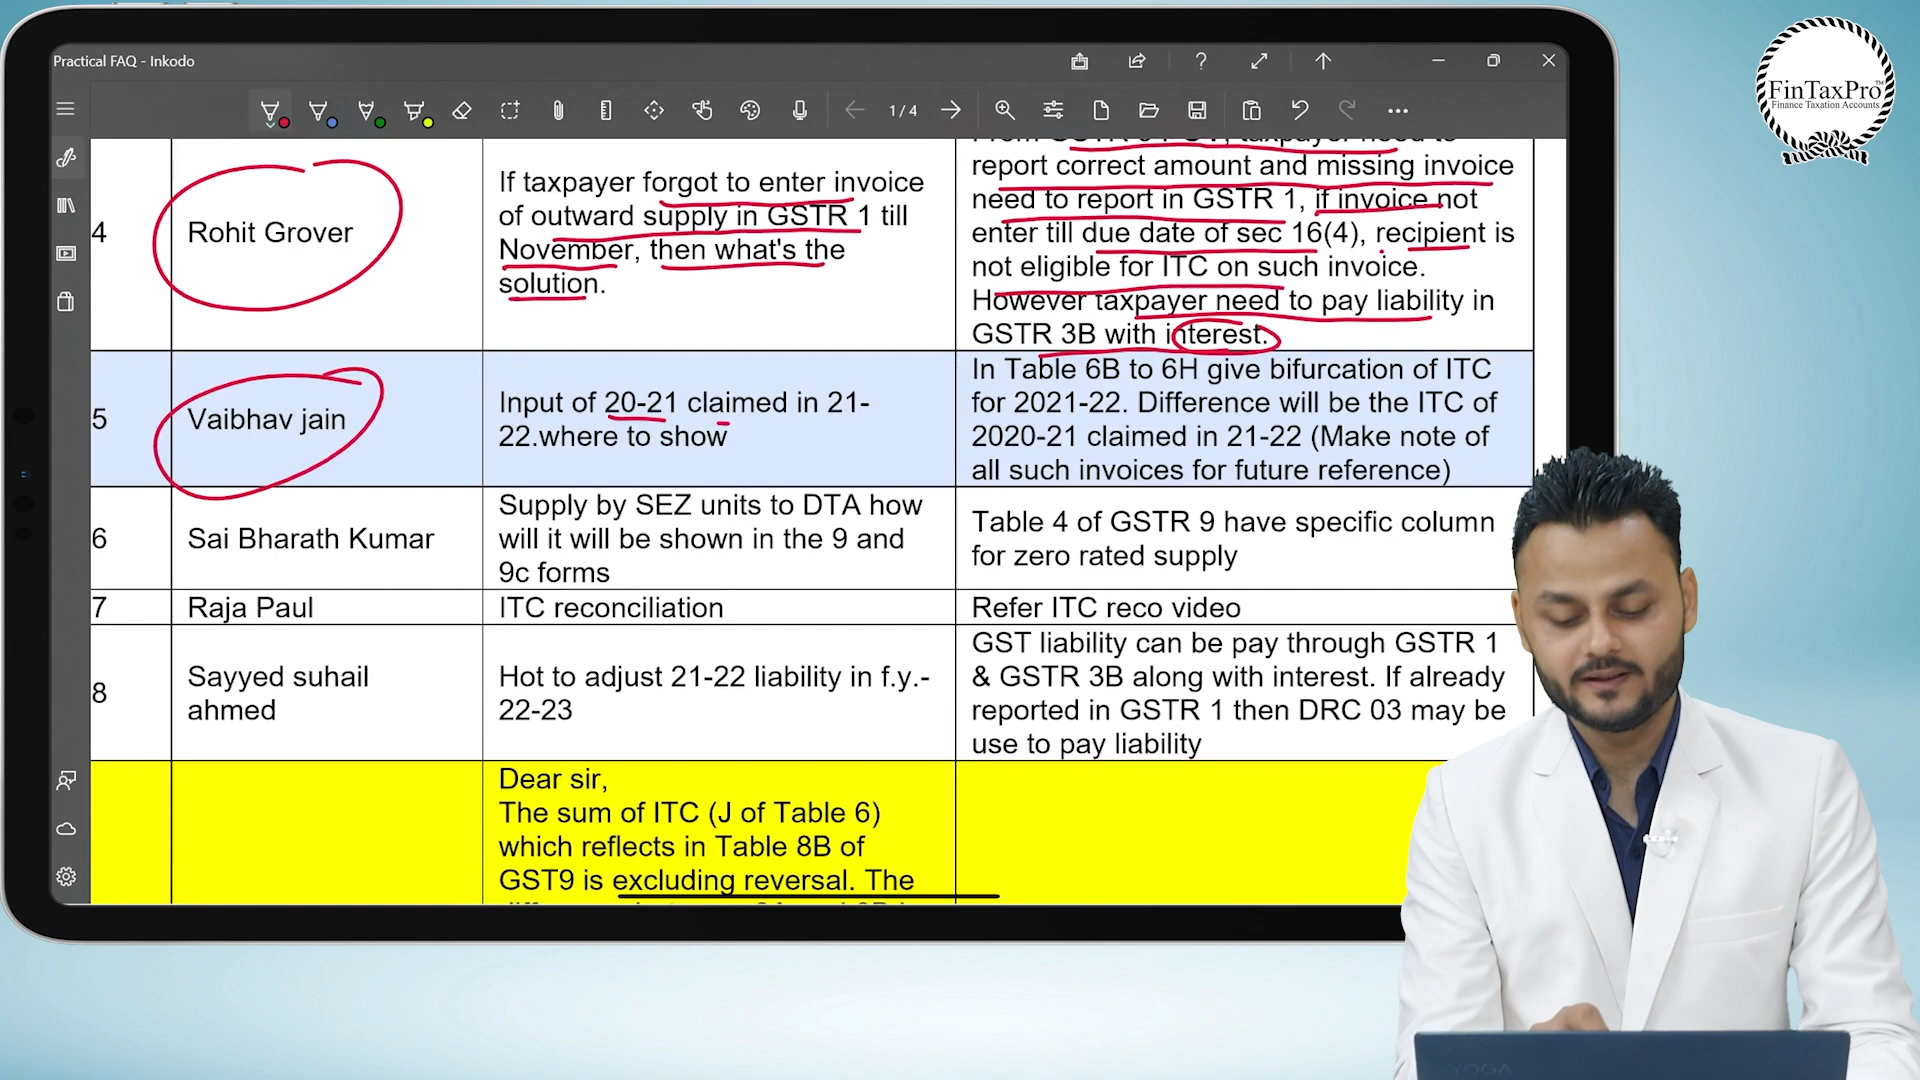 Practical FAQ - Inkodo
1/4
FinTaxPro™
Finance Taxation Accounts
4
Rohit Grover
If taxpayer forgot to enter invoice
of outward supply in GSTR 1 till
November, then what's the
solution.
report correct amount and missing invoice
need to report in GSTR 1, if invoice not
enter till due date of sec 16(4), recipient is
not eligible for ITC on such invoice.
However taxpayer need to pay liability in
GSTR 3B with interest.
5
Vaibhav jain
Input of 20-21 claimed in 21-
22.where to show
In Table 6B to 6H give bifurcation of ITC
for 2021-22. Difference will be the ITC of
2020-21 claimed in 21-22 (Make note of
all such invoices for future reference)
6
Sai Bharath Kumar
Supply by SEZ units to DTA how
will it will be shown in the 9 and
9c forms
Table 4 of GSTR 9 have specific column
for zero rated supply
7
Raja Paul
ITC reconciliation
Refer ITC reco video
8
Sayyed suhail
ahmed
Hot to adjust 21-22 liability in f.y.-
22-23
GST liability can be pay through GSTR 1
& GSTR 3B along with interest. If already
reported in GSTR 1 then DRC 03 may be
use to pay liability
Dear sir,
The sum of ITC (J of Table 6)
which reflects in Table 8B of
GST9 is excluding reversal. The
YOGA